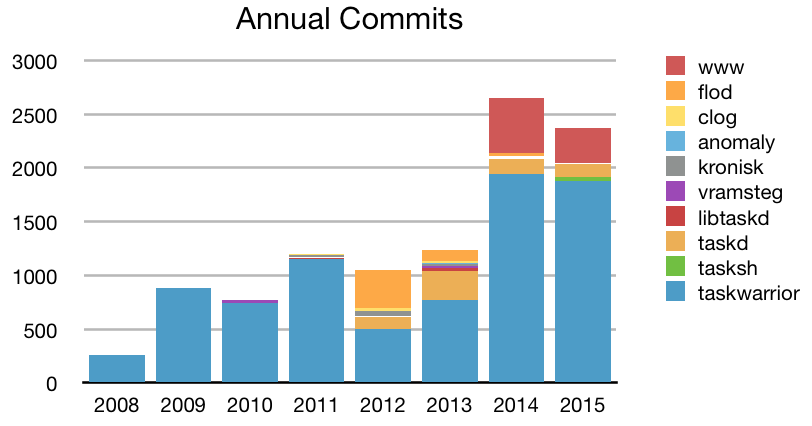 Annual Commits
3000
2500
2000
1500
1000
500
0
2008 2009 2010 2011 2012 2013 2014 2015
www
flod
clog
anomaly
kronisk
vramsteg
libtaskd
taskd
tasksh
taskwarrior